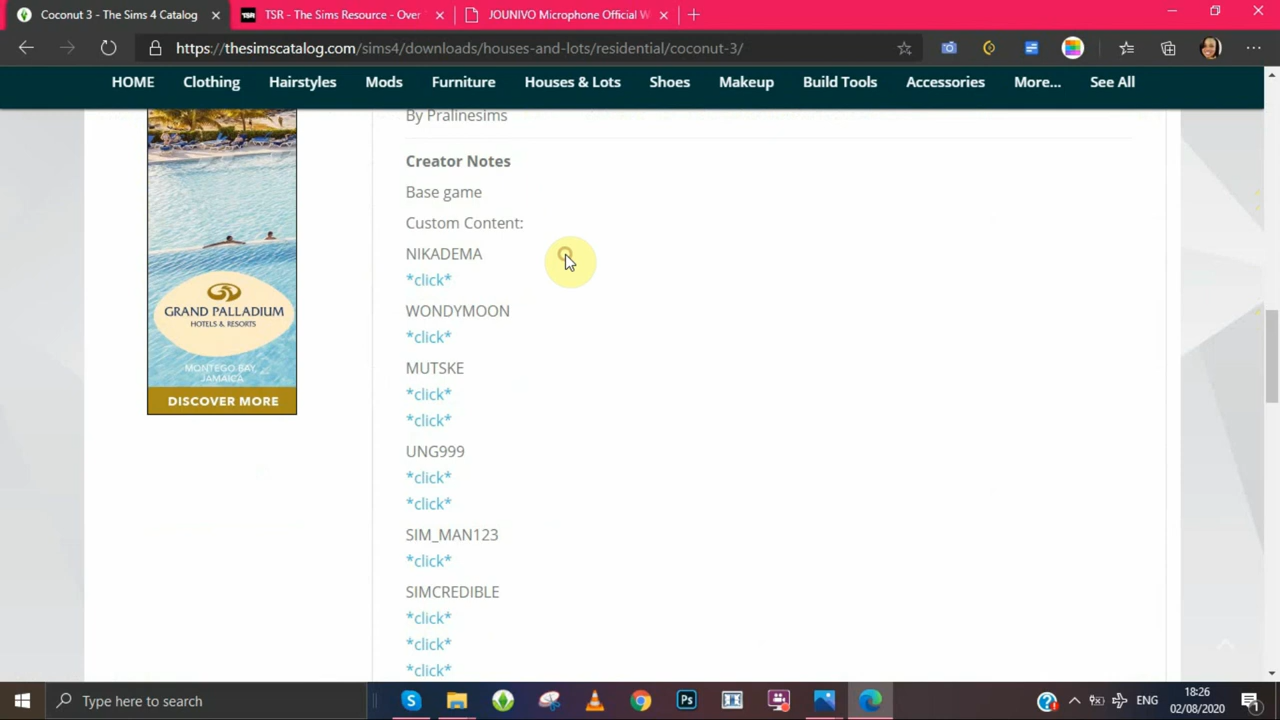 Coconut 3 - The Sims 4 Catalog
TSR - The Sims Resource - Over
JOUNIVO Microphone Official W
https://thesimscatalog.com/sims4/downloads/houses-and-lots/residential/coconut-3/
HOME Clothing Hairstyles Mods Furniture Houses & Lots Shoes Makeup Build Tools Accessories More... See All
By Pralinesims
Creator Notes
Base game
Custom Content:
NIKADEMA
*click*
WONDYMOON
*click*
MUTSKE
*click*
*click*
UNG999
*click*
*click*
SIM_MAN123
*click*
SIMCREDIBLE
*click*
*click*
*click*
GRAND PALLADIUM
HOTELS & RESORTS
MONTEGO BAY,
JAMAICA
DISCOVER MORE
Type here to search
ENG
18:26
02/08/2020